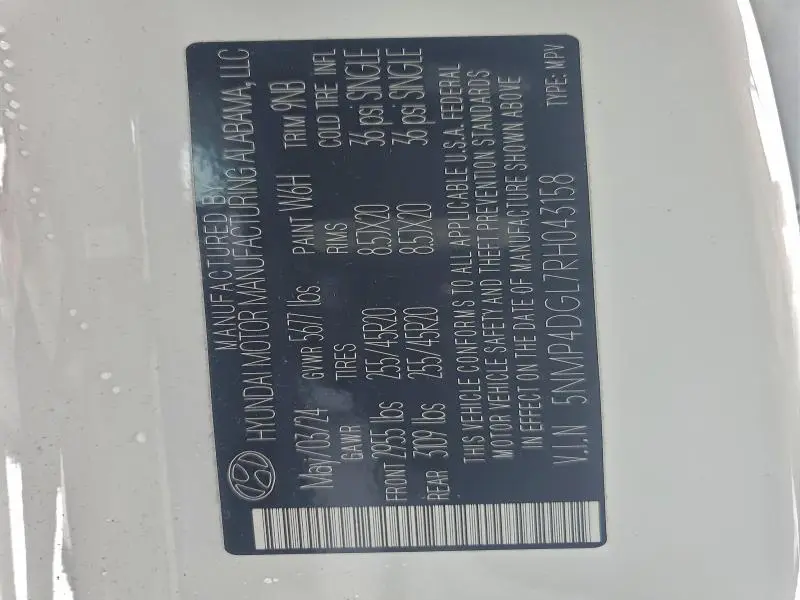 MANUFACTURED BY
HYUNDAI MOTOR MANUFACTURING ALABAMA, LLC
May/03/24 GVWR 5677 lbs PAINT W6H TRIM 9NB
GAWR TIRES RIMS COLD TIRE INFL
FRONT 2955 lbs 255/45R20 8.5JX20 36 psi SINGLE
REAR 3109 lbs 255/45R20 8.5JX20 36 psi SINGLE
THIS VEHICLE CONFORMS TO ALL APPLICABLE U.S.A. FEDERAL
MOTOR VEHICLE SAFETY AND THEFT PREVENTION STANDARDS
IN EFFECT ON THE DATE OF MANUFACTURE SHOWN ABOVE
V.I.N 5NMP4DGL7RH043158 TYPE: MPV